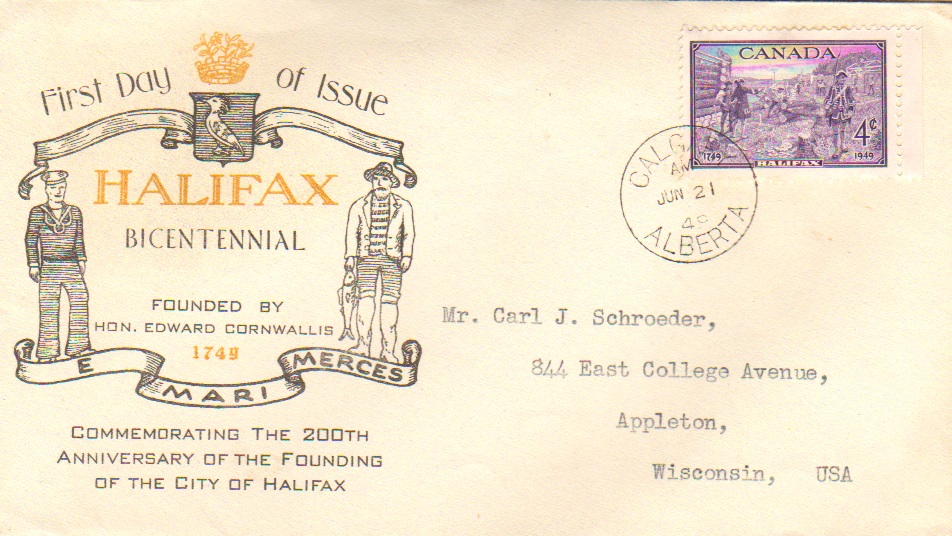 First Day of Issue
HALIFAX
BICENTENNIAL
FOUNDED BY
HON. EDWARD CORNWALLIS
1749
E MARI MERCES
COMMEMORATING THE 200TH
ANNIVERSARY OF THE FOUNDING
OF THE CITY OF HALIFAX
CANADA
4¢
1749 1949
HALIFAX
AM
JUN 21
ALBERTA
Mr. Carl J. Schroeder,
844 East College Avenue,
Appleton,
Wisconsin, USA